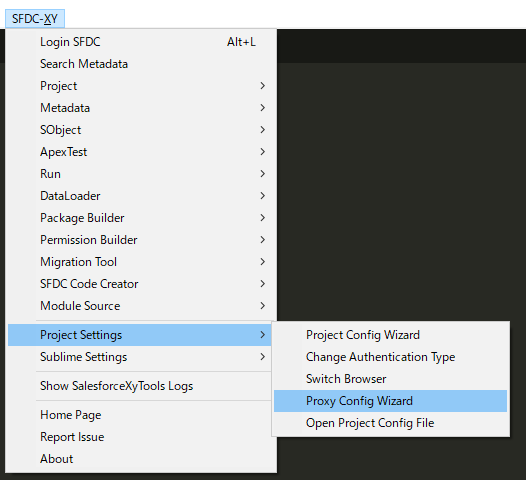 SFDC-XY
Login SFDC Alt+L
Search Metadata
Project
Metadata
SObject
ApexTest
Run
DataLoader
Package Builder
Permission Builder
Migration Tool
SFDC Code Creator
Module Source
Project Settings
Sublime Settings
Show SalesforceXyTools Logs
Home Page
Report Issue
About
Project Config Wizard
Change Authentication Type
Switch Browser
Proxy Config Wizard
Open Project Config File